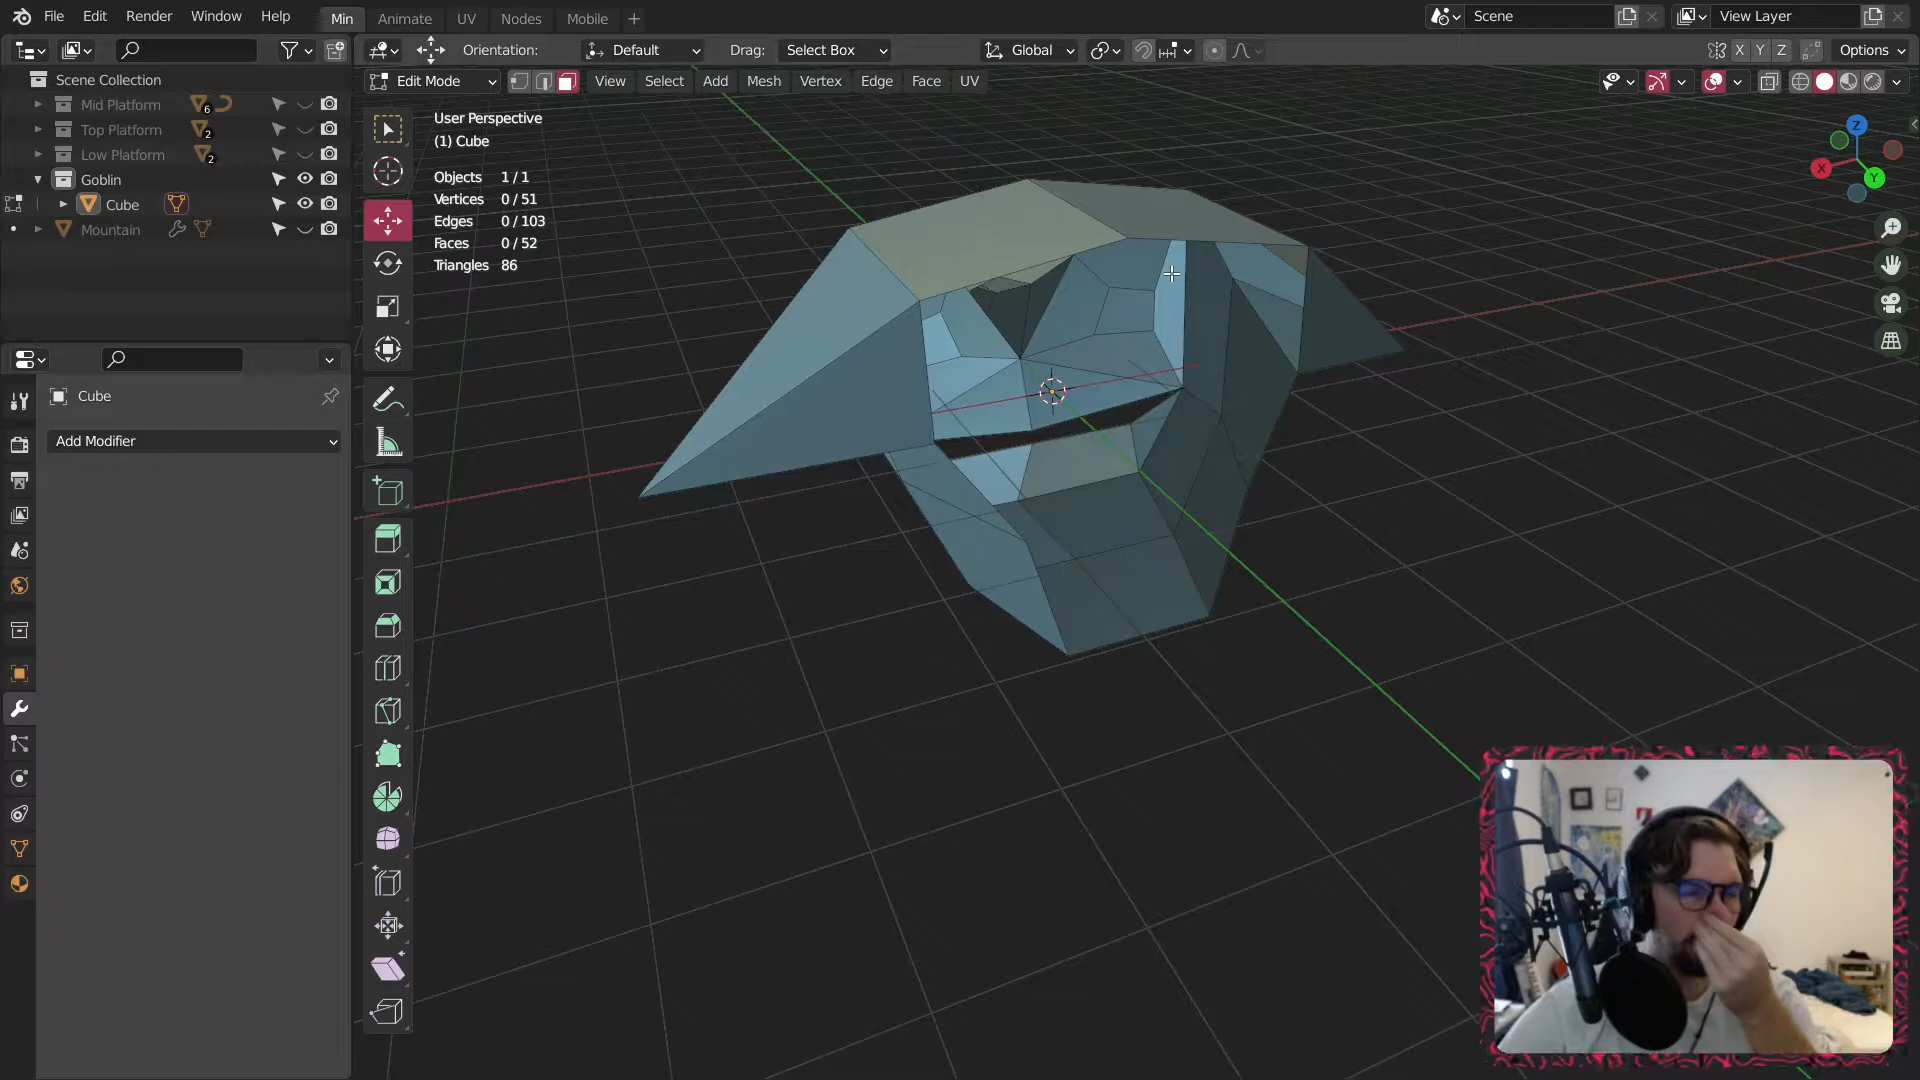 File Edit Render Window Help Min Animate UV Nodes Mobile + Scene View Layer
Orientation: Default Drag: Select Box Global X Y Z Options
Edit Mode View Select Add Mesh Vertex Edge Face UV
Scene Collection
Mid Platform 6
Top Platform 2
Low Platform 2
Goblin
Cube
Mountain
Cube
Add Modifier
User Perspective
(1) Cube
Objects 1 / 1
Vertices 0 / 51
Edges 0 / 103
Faces 0 / 52
Triangles 86
Z
X
Y